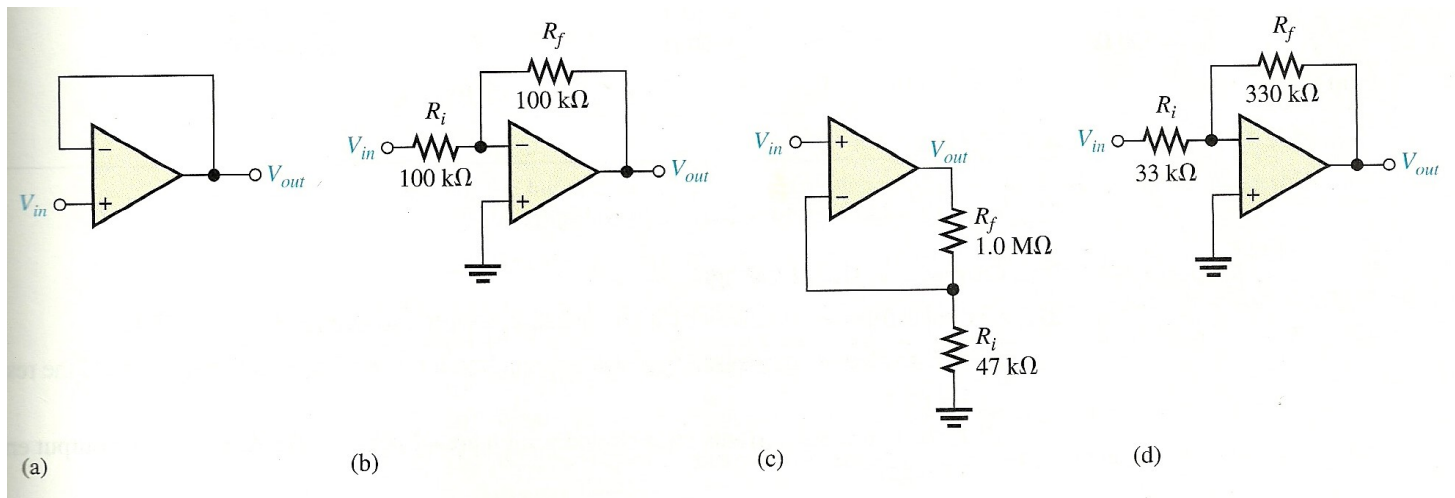 V_in
−
+
V_out
(a)
R_f
100 kΩ
R_i
V_in
100 kΩ
−
+
V_out
(b)
V_in
+
−
V_out
R_f
1.0 MΩ
R_i
47 kΩ
(c)
R_f
330 kΩ
R_i
V_in
33 kΩ
−
+
V_out
(d)